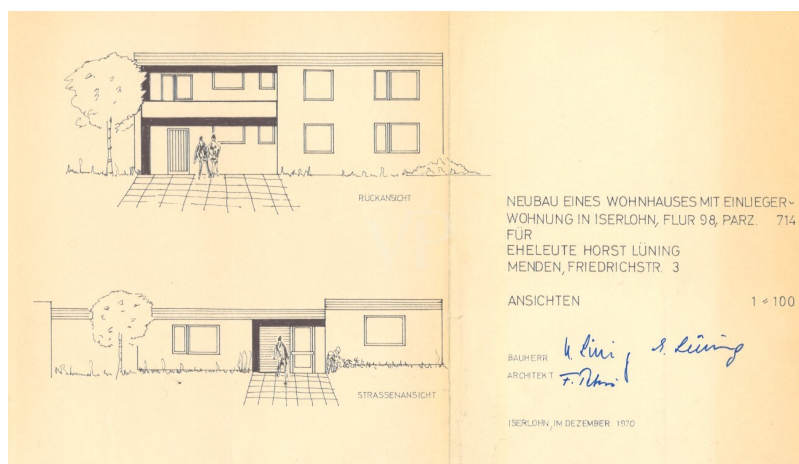 RÜCKANSICHT
STRASSENANSICHT
NEUBAU EINES WOHNHAUSES MIT EINLIEGER-
WOHNUNG IN ISERLOHN, FLUR 98, PARZ. 714
FÜR
EHELEUTE HORST LÜNING
MENDEN, FRIEDRICHSTR. 3
ANSICHTEN 1 : 100
BAUHERR Lüning
ARCHITEKT
ISERLOHN, IM DEZEMBER 1970